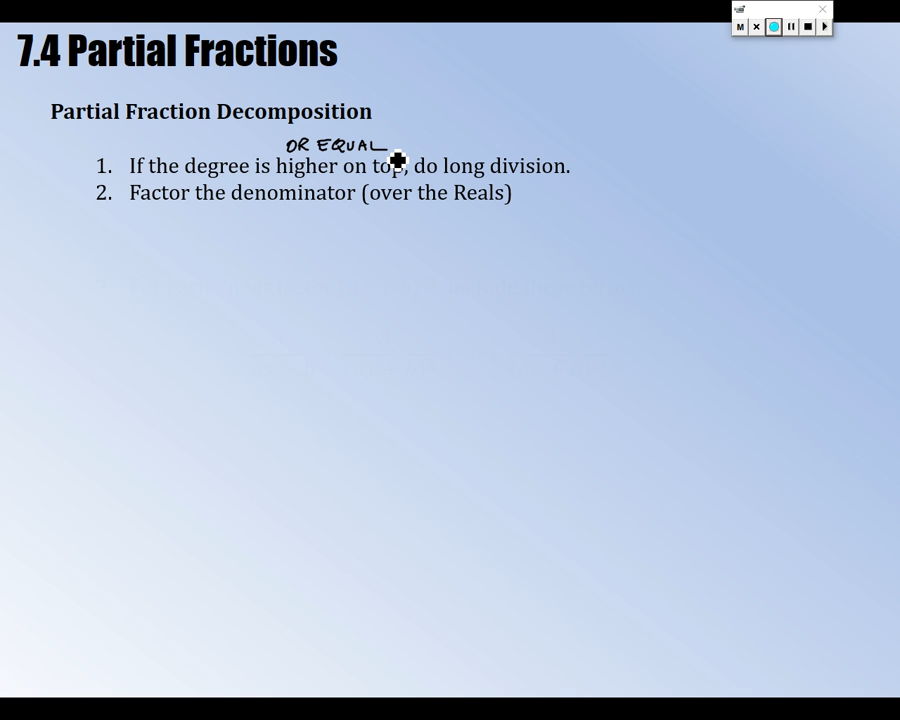 M
7.4 Partial Fractions
Partial Fraction Decomposition
OR EQUAL
1. If the degree is higher on top, do long division.
2. Factor the denominator (over the Reals)